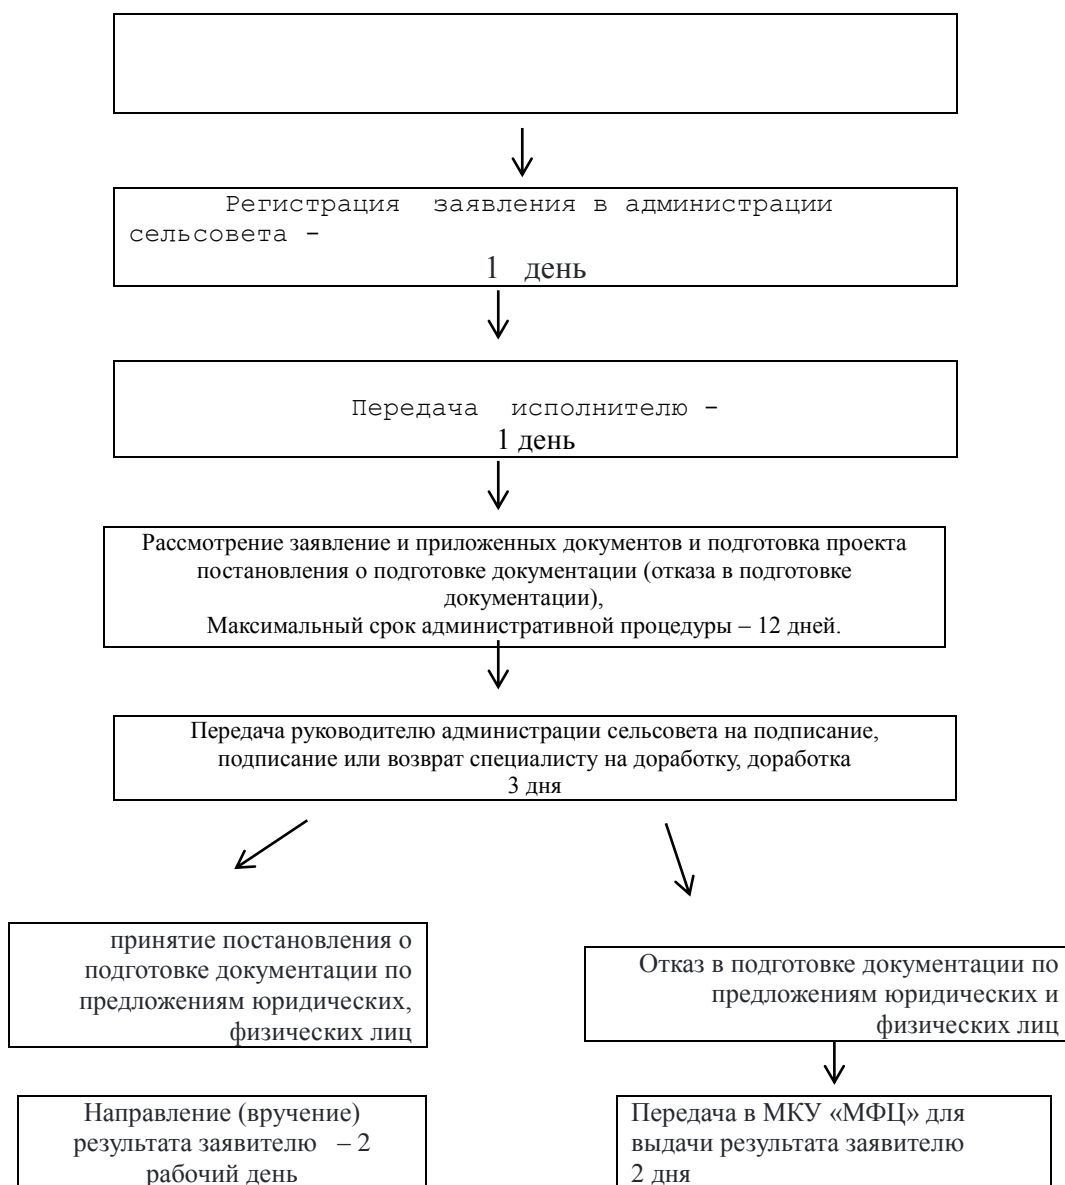 Регистрация заявления в администрации
сельсовета -
1 день
Передача исполнителю -
1 день
Рассмотрение заявление и приложенных документов и подготовка проекта
постановления о подготовке документации (отказа в подготовке
документации),
Максимальный срок административной процедуры – 12 дней.
Передача руководителю администрации сельсовета на подписание,
подписание или возврат специалисту на доработку, доработка
3 дня
принятие постановления о
подготовке документации по
предложениям юридических,
физических лиц
Отказ в подготовке документации по
предложениям юридических и
физических лиц
Направление (вручение)
результата заявителю – 2
рабочий день
Передача в МКУ «МФЦ» для
выдачи результата заявителю
2 дня